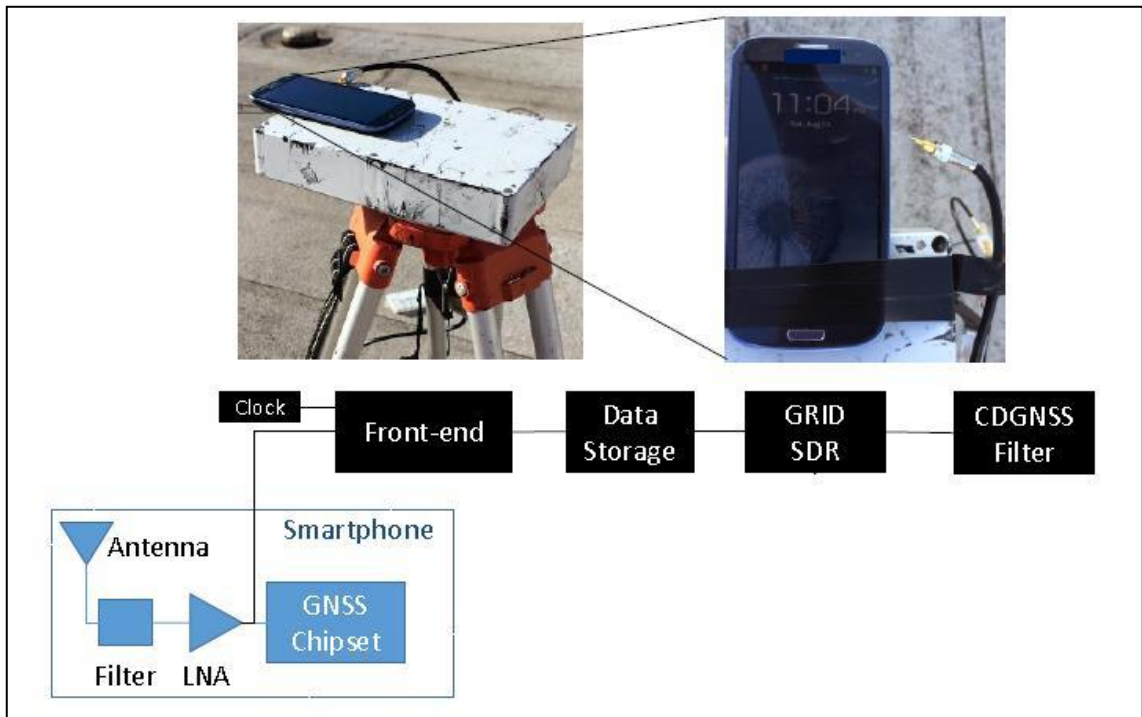 11:04
Clock
Front-end
Data
Storage
GRID
SDR
CDGNSS
Filter
Smartphone
Antenna
GNSS
Chipset
Filter
LNA